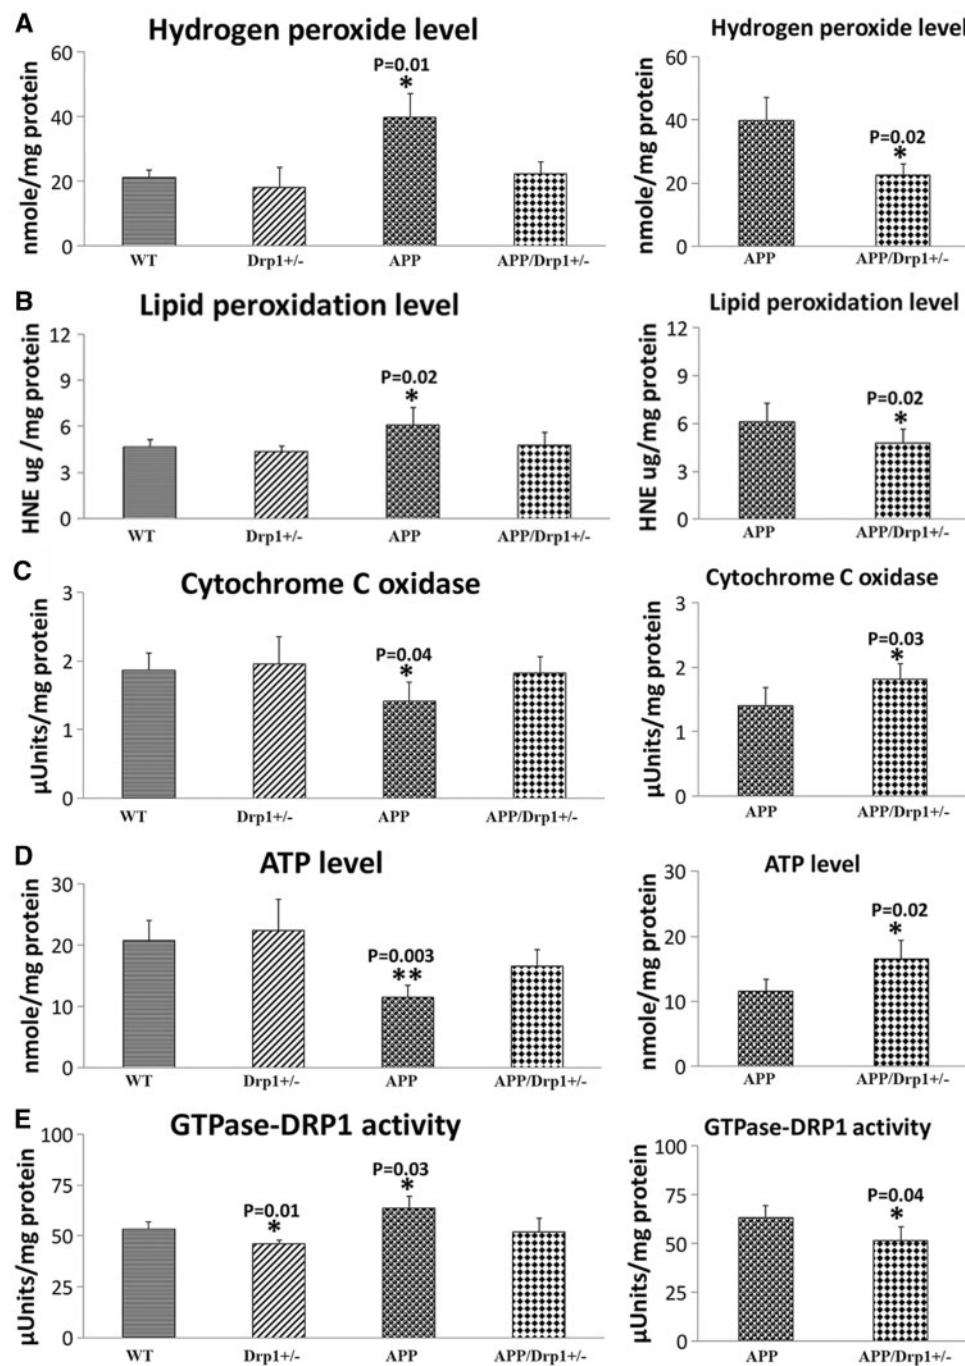 A
Hydrogen peroxide level
nmole/mg protein
60
40
20
0
P=0.01
*
WT
Drp1+/-
APP
APP/Drp1+/-
Hydrogen peroxide level
nmole/mg protein
60
40
20
0
P=0.02
*
APP
APP/Drp1+/-
B
Lipid peroxidation level
HNE ug /mg protein
12
9
6
3
0
P=0.02
*
WT
Drp1+/-
APP
APP/Drp1+/-
Lipid peroxidation level
HNE ug/mg protein
12
9
6
3
0
P=0.02
*
APP
APP/Drp1+/-
C
Cytochrome C oxidase
µUnits/mg protein
3
2
1
0
P=0.04
*
WT
Drp1+/-
APP
APP/Drp1+/-
Cytochrome C oxidase
µUnits/mg protein
3
2
1
0
P=0.03
*
APP
APP/Drp1+/-
D
ATP level
nmole/mg protein
30
20
10
0
P=0.003
**
WT
Drp1+/-
APP
APP/Drp1+/-
ATP level
nmole/mg protein
30
20
10
0
P=0.02
*
APP
APP/Drp1+/-
E
GTPase-DRP1 activity
µUnits/mg protein
100
75
50
25
0
P=0.01
*
P=0.03
*
WT
Drp1+/-
APP
APP/Drp1+/-
GTPase-DRP1 activity
µUnits/mg protein
100
75
50
25
0
P=0.04
*
APP
APP/Drp1+/-